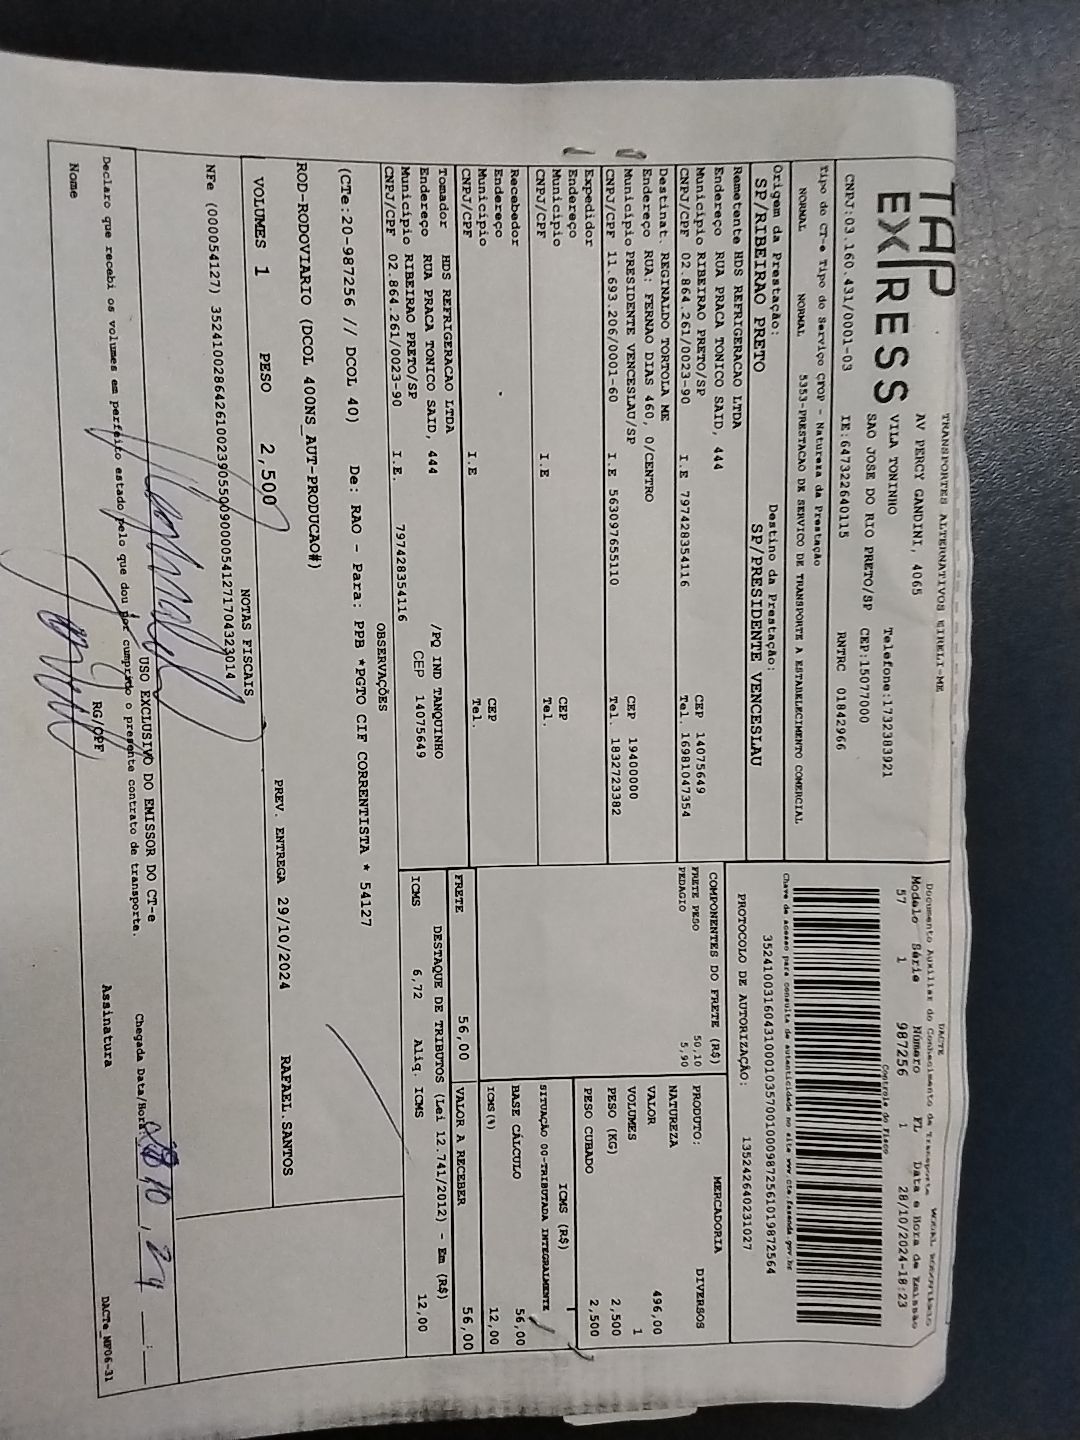 TAP
EXPRESS
TRANSPORTES ALTERNATIVOS EIRELI-ME
AV PERCY GANDINI, 4065
VILA TONINHO Telefone:1732383921
SAO JOSE DO RIO PRETO/SP CEP:15077000
CNPJ:03.160.431/0001-03 IE:647322640115 RNTRC 01842966
Tipo do CT-e Tipo do Serviço CFOP - Natureza da Prestação
NORMAL NORMAL 5353-PRESTACAO DE SERVICO DE TRANSPORTE A ESTABELECIMENTO COMERCIAL
Origem da Prestação: Destino da Prestação:
SP/RIBEIRAO PRETO SP/PRESIDENTE VENCESLAU
Remetente HDS REFRIGERACAO LTDA
Endereço RUA PRACA TONICO SAID, 444
Município RIBEIRAO PRETO/SP CEP 14075649
CNPJ/CPF 02.864.261/0023-90 I.E 797428354116 Tel. 16981047354
Destinat. REGINALDO TORTOLA ME
Endereço RUA: FERNAO DIAS 460, 0/CENTRO
Município PRESIDENTE VENCESLAU/SP CEP 19400000
CNPJ/CPF 11.693.206/0001-60 I.E 563097655110 Tel. 1832723382
Expedidor
Endereço
Município CEP
CNPJ/CPF I.E Tel.
Recebedor
Endereço
Município CEP
CNPJ/CPF I.E Tel.
Tomador HDS REFRIGERACAO LTDA
Endereço RUA PRACA TONICO SAID, 444 /PQ IND TANQUINHO
Município RIBEIRAO PRETO/SP CEP 14075649
CNPJ/CPF 02.864.261/0023-90 I.E. 797428354116
DACTE
Documento Auxiliar do Conhecimento de Transporte
Modelo Série Número FL Data e Hora de Emissão
57 1 987256 1 28/10/2024-18:23
Controle do Fisco
Chave de acesso para consulta de autenticidade no site www.cte.fazenda.gov.br
35241003160431000103570010009872561019872564
PROTOCOLO DE AUTORIZAÇÃO: 135242640231027
COMPONENTES DO FRETE (R$)
FRETE PESO 50,10
PEDAGIO 5,90
MERCADORIA
PRODUTO: DIVERSOS
NATUREZA
VALOR 496,00
VOLUMES 1
PESO (KG) 2,500
PESO CUBADO 2,500
ICMS (R$)
SITUAÇÃO 00-TRIBUTADA INTEGRALMENTE
BASE CÁLCULO 56,00
ICMS(%) 12,00
FRETE 56,00 VALOR A RECEBER 56,00
DESTAQUE DE TRIBUTOS (Lei 12.741/2012) - Em (R$)
ICMS 6,72 Aliq. ICMS 12,00
OBSERVAÇÕES
(CTe:20-987256 // DCOL 40) De: RAO - Para: PPB *PGTO CIF CORRENTISTA * 54127
ROD-RODOVIARIO (DCOL 400NS_AUT-PRODUCAO#)
VOLUMES 1 PESO 2,500 PREV. ENTREGA 29/10/2024 RAFAEL.SANTOS
NOTAS FISCAIS
NFe (000054127) 35241002864261002390550090000541271704323014
USO EXCLUSIVO DO EMISSOR DO CT-e
Declaro que recebi os volumes em perfeito estado pelo que dou por cumprido o presente contrato de transporte.
Chegada Data/Hora 10, 24 __:__
Nome RG/CPF Assinatura
DACTe_MP06-31